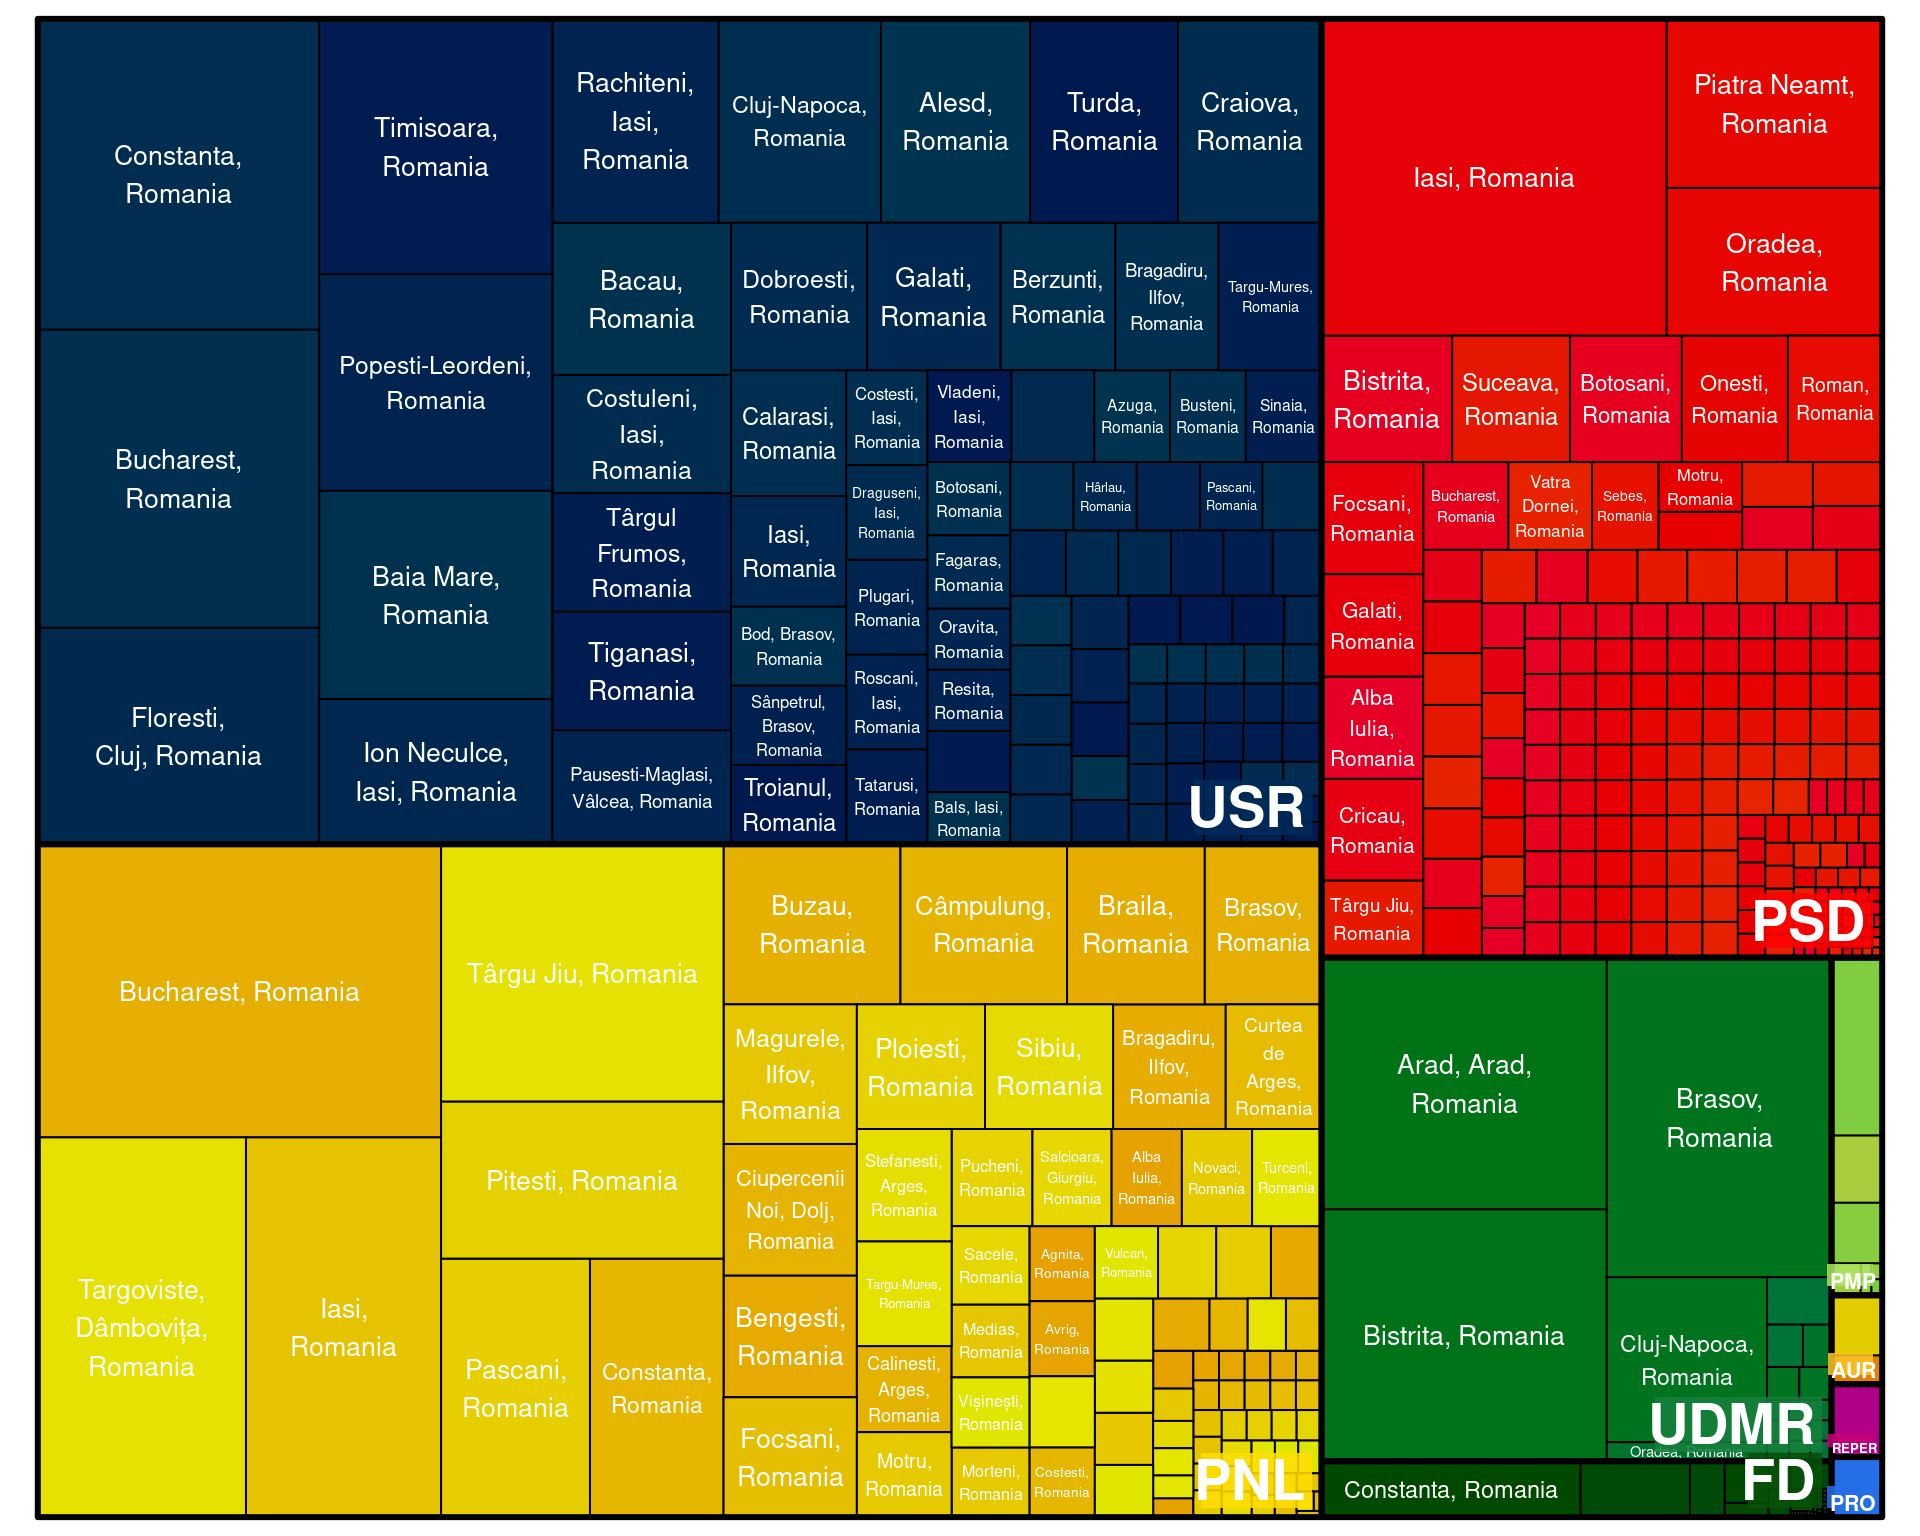 Constanta,
Romania
Bucharest,
Romania
Floresti,
Cluj, Romania
Timisoara,
Romania
Popesti-Leordeni,
Romania
Baia Mare,
Romania
Ion Neculce,
Iasi, Romania
Rachiteni,
Iasi,
Romania
Cluj-Napoca,
Romania
Alesd,
Romania
Turda,
Romania
Craiova,
Romania
Bacau,
Romania
Costuleni,
Iasi,
Romania
Târgul
Frumos,
Romania
Tiganasi,
Romania
Pausesti-Maglasi,
Vâlcea, Romania
Dobroesti,
Romania
Galati,
Romania
Berzunti,
Romania
Bragadiru,
Ilfov,
Romania
Targu-Mures,
Romania
Calarasi,
Romania
Iasi,
Romania
Bod, Brasov,
Romania
Sânpetrul,
Brasov,
Romania
Troianul,
Romania
Costesti,
Iasi,
Romania
Draguseni,
Iasi,
Romania
Plugari,
Romania
Roscani,
Iasi,
Romania
Tatarusi,
Romania
Vladeni,
Iasi,
Romania
Botosani,
Romania
Fagaras,
Romania
Oravita,
Romania
Resita,
Romania
Bals, Iasi,
Romania
Azuga,
Romania
Busteni,
Romania
Sinaia,
Romania
Hârlau,
Romania
Pascani,
Romania
USR
Iasi, Romania
Piatra Neamt,
Romania
Oradea,
Romania
Bistrita,
Romania
Suceava,
Romania
Botosani,
Romania
Onesti,
Romania
Roman,
Romania
Focsani,
Romania
Galati,
Romania
Alba
Iulia,
Romania
Cricau,
Romania
Târgu Jiu,
Romania
Bucharest,
Romania
Vatra
Dornei,
Romania
Sebes,
Romania
Motru,
Romania
PSD
Bucharest, Romania
Targoviste,
Dâmbovița,
Romania
Iasi,
Romania
Târgu Jiu, Romania
Pitesti, Romania
Pascani,
Romania
Constanta,
Romania
Buzau,
Romania
Câmpulung,
Romania
Braila,
Romania
Brasov,
Romania
Magurele,
Ilfov,
Romania
Ciupercenii
Noi, Dolj,
Romania
Bengesti,
Romania
Focsani,
Romania
Ploiesti,
Romania
Sibiu,
Romania
Bragadiru,
Ilfov,
Romania
Curtea
de
Arges,
Romania
Stefanesti,
Arges,
Romania
Targu-Mures,
Romania
Calinesti,
Arges,
Romania
Motru,
Romania
Pucheni,
Romania
Salcioara,
Giurgiu,
Romania
Alba
Iulia,
Romania
Novaci,
Romania
Turceni,
Romania
Sacele,
Romania
Medias,
Romania
Vișinești,
Romania
Morteni,
Romania
Agnita,
Romania
Avrig,
Romania
Costesti,
Romania
Vulcan,
Romania
PNL
Arad, Arad,
Romania
Bistrita, Romania
Brasov,
Romania
Cluj-Napoca,
Romania
Oradea, Romania
UDMR
Constanta, Romania
FD
PMP
AUR
REPER
PRO